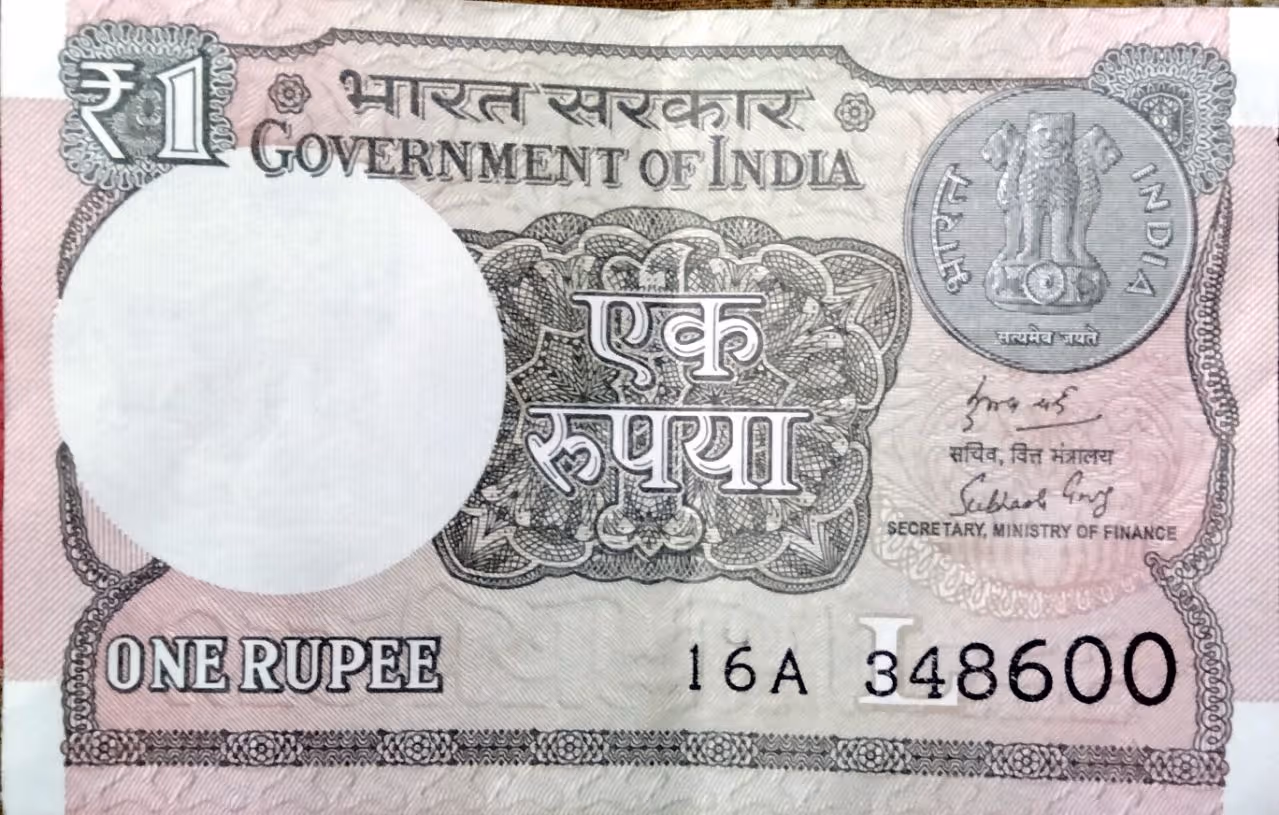 ₹1
भारत सरकार
GOVERNMENT OF INDIA
भारत
INDIA
सत्यमेव जयते
एक
रूपया
सचिव, वित्त मंत्रालय
SECRETARY, MINISTRY OF FINANCE
ONE RUPEE
16A L 348600